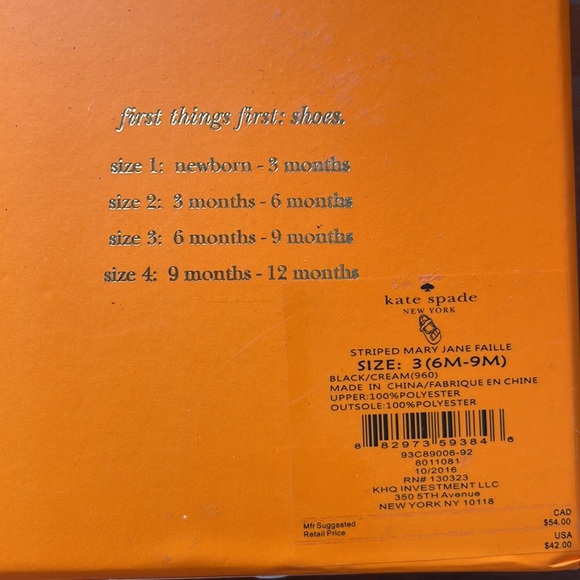 first things first: shoes.
size 1: newborn - 3 months
size 2: 3 months - 6 months
size 3: 6 months - 9 months
size 4: 9 months - 12 months
kate spade
NEW YORK
STRIPED MARY JANE FAILLE
SIZE: 3(6M-9M)
BLACK/CREAM(960)
MADE IN CHINA/FABRIQUE EN CHINE
UPPER:100%POLYESTER
OUTSOLE:100%POLYESTER
8 82973 59384 6
93C89006-92
8011081
10/2016
RN# 130323
KHQ INVESTMENT LLC
350 5TH Avenue
NEW YORK NY 10118
Mfr Suggested
Retail Price
CAD
$54.00
USA
$42.00